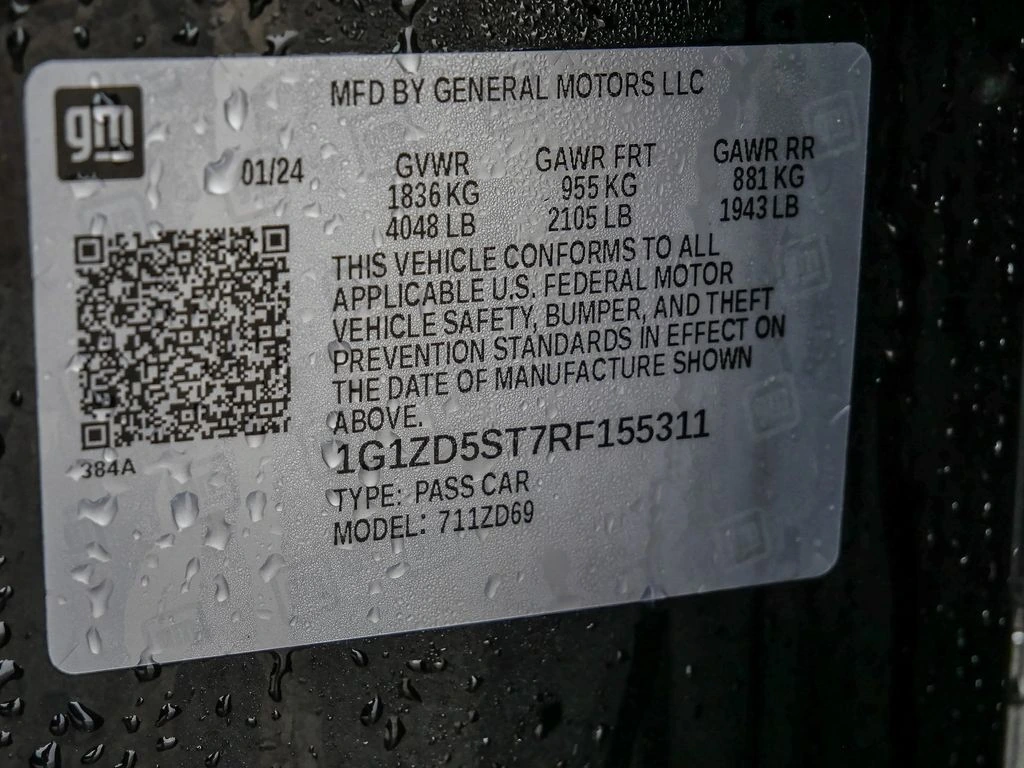 gm
MFD BY GENERAL MOTORS LLC
01/24
GVWR GAWR FRT GAWR RR
1836 KG 955 KG 881 KG
4048 LB 2105 LB 1943 LB
THIS VEHICLE CONFORMS TO ALL
APPLICABLE U.S. FEDERAL MOTOR
VEHICLE SAFETY, BUMPER, AND THEFT
PREVENTION STANDARDS IN EFFECT ON
THE DATE OF MANUFACTURE SHOWN
ABOVE.
1G1ZD5ST7RF155311
384A
TYPE: PASS CAR
MODEL: 711ZD69